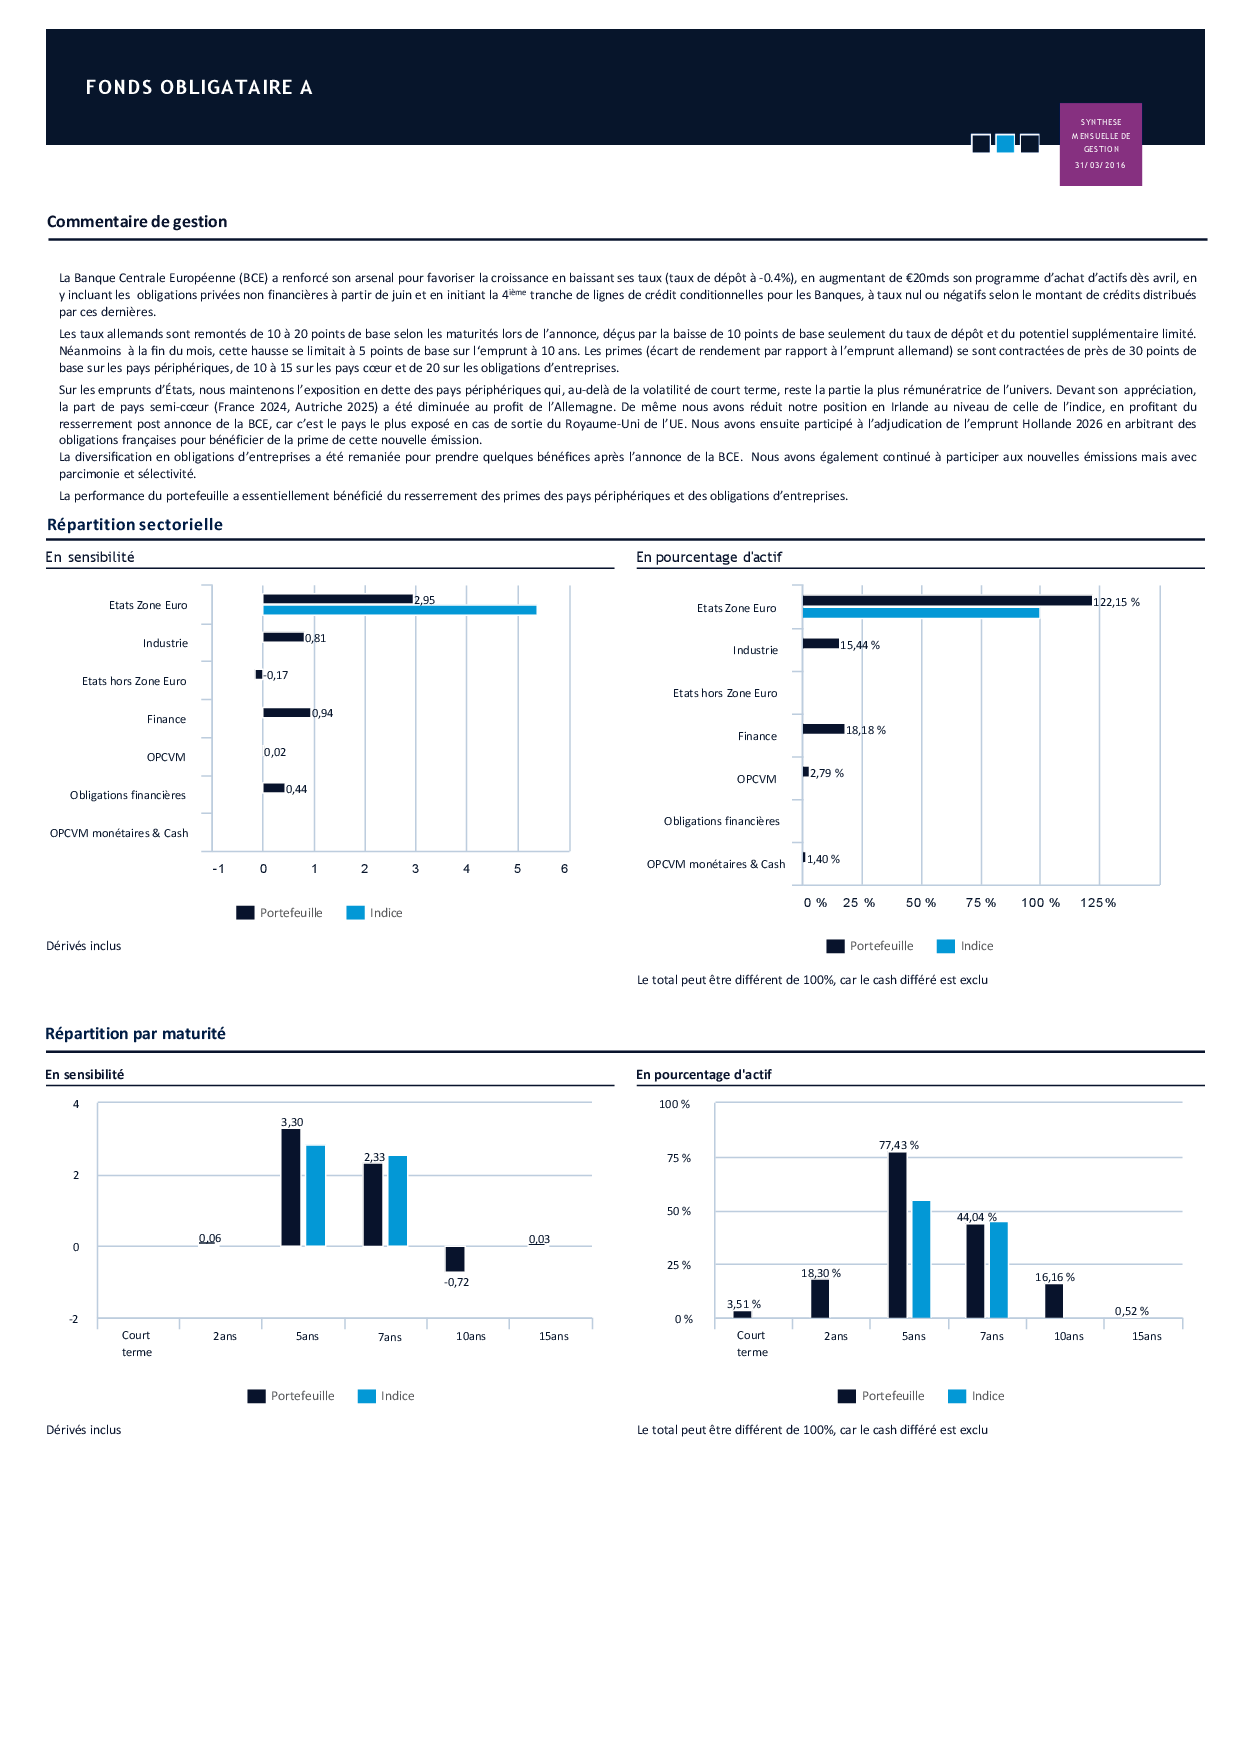 FONDS OBLIGATAIRE A
SYNTHESE
MENSUELLE DE
GESTION
31/03/2016
Commentaire de gestion
La Banque Centrale Européenne (BCE) a renforcé son arsenal pour favoriser la croissance en baissant ses taux (taux de dépôt à -0.4%), en augmentant de €20mds son programme d’achat d’actifs dès avril, en
y incluant les obligations privées non financières à partir de juin et en initiant la 4ième tranche de lignes de crédit conditionnelles pour les Banques, à taux nul ou négatifs selon le montant de crédits distribués
par ces dernières.
Les taux allemands sont remontés de 10 à 20 points de base selon les maturités lors de l’annonce, déçus par la baisse de 10 points de base seulement du taux de dépôt et du potentiel supplémentaire limité.
Néanmoins à la fin du mois, cette hausse se limitait à 5 points de base sur l’emprunt à 10 ans. Les primes (écart de rendement par rapport à l’emprunt allemand) se sont contractées de près de 30 points de
base sur les pays périphériques, de 10 à 15 sur les pays cœur et de 20 sur les obligations d’entreprises.
Sur les emprunts d’États, nous maintenons l’exposition en dette des pays périphériques qui, au-delà de la volatilité de court terme, reste la partie la plus rémunératrice de l’univers. Devant son appréciation,
la part de pays semi-cœur (France 2024, Autriche 2025) a été diminuée au profit de l’Allemagne. De même nous avons réduit notre position en Irlande au niveau de celle de l’indice, en profitant du
resserrement post annonce de la BCE, car c’est le pays le plus exposé en cas de sortie du Royaume-Uni de l’UE. Nous avons ensuite participé à l’adjudication de l’emprunt Hollande 2026 en arbitrant des
obligations françaises pour bénéficier de la prime de cette nouvelle émission.
La diversification en obligations d’entreprises a été remaniée pour prendre quelques bénéfices après l’annonce de la BCE. Nous avons également continué à participer aux nouvelles émissions mais avec
parcimonie et sélectivité.
La performance du portefeuille a essentiellement bénéficié du resserrement des primes des pays périphériques et des obligations d’entreprises.
Répartition sectorielle
En sensibilité
Etats Zone Euro 2,95
Industrie 0,81
Etats hors Zone Euro -0,17
Finance 0,94
OPCVM 0,02
Obligations financières 0,44
OPCVM monétaires & Cash
-1 0 1 2 3 4 5 6
Portefeuille Indice
Dérivés inclus
En pourcentage d'actif
Etats Zone Euro 122,15 %
Industrie 15,44 %
Etats hors Zone Euro
Finance 18,18 %
OPCVM 2,79 %
Obligations financières
OPCVM monétaires & Cash 1,40 %
0 % 25 % 50 % 75 % 100 % 125%
Portefeuille Indice
Le total peut être différent de 100%, car le cash différé est exclu
Répartition par maturité
En sensibilité
4
3,30
2,33
2
0,06
0,03
0
-0,72
-2
Court 2ans 5ans 7ans 10ans 15ans
terme
Portefeuille Indice
Dérivés inclus
En pourcentage d'actif
100 %
77,43 %
75 %
50 %
44,04 %
25 %
18,30 %
16,16 %
3,51 %
0,52 %
0 %
Court 2ans 5ans 7ans 10ans 15ans
terme
Portefeuille Indice
Le total peut être différent de 100%, car le cash différé est exclu